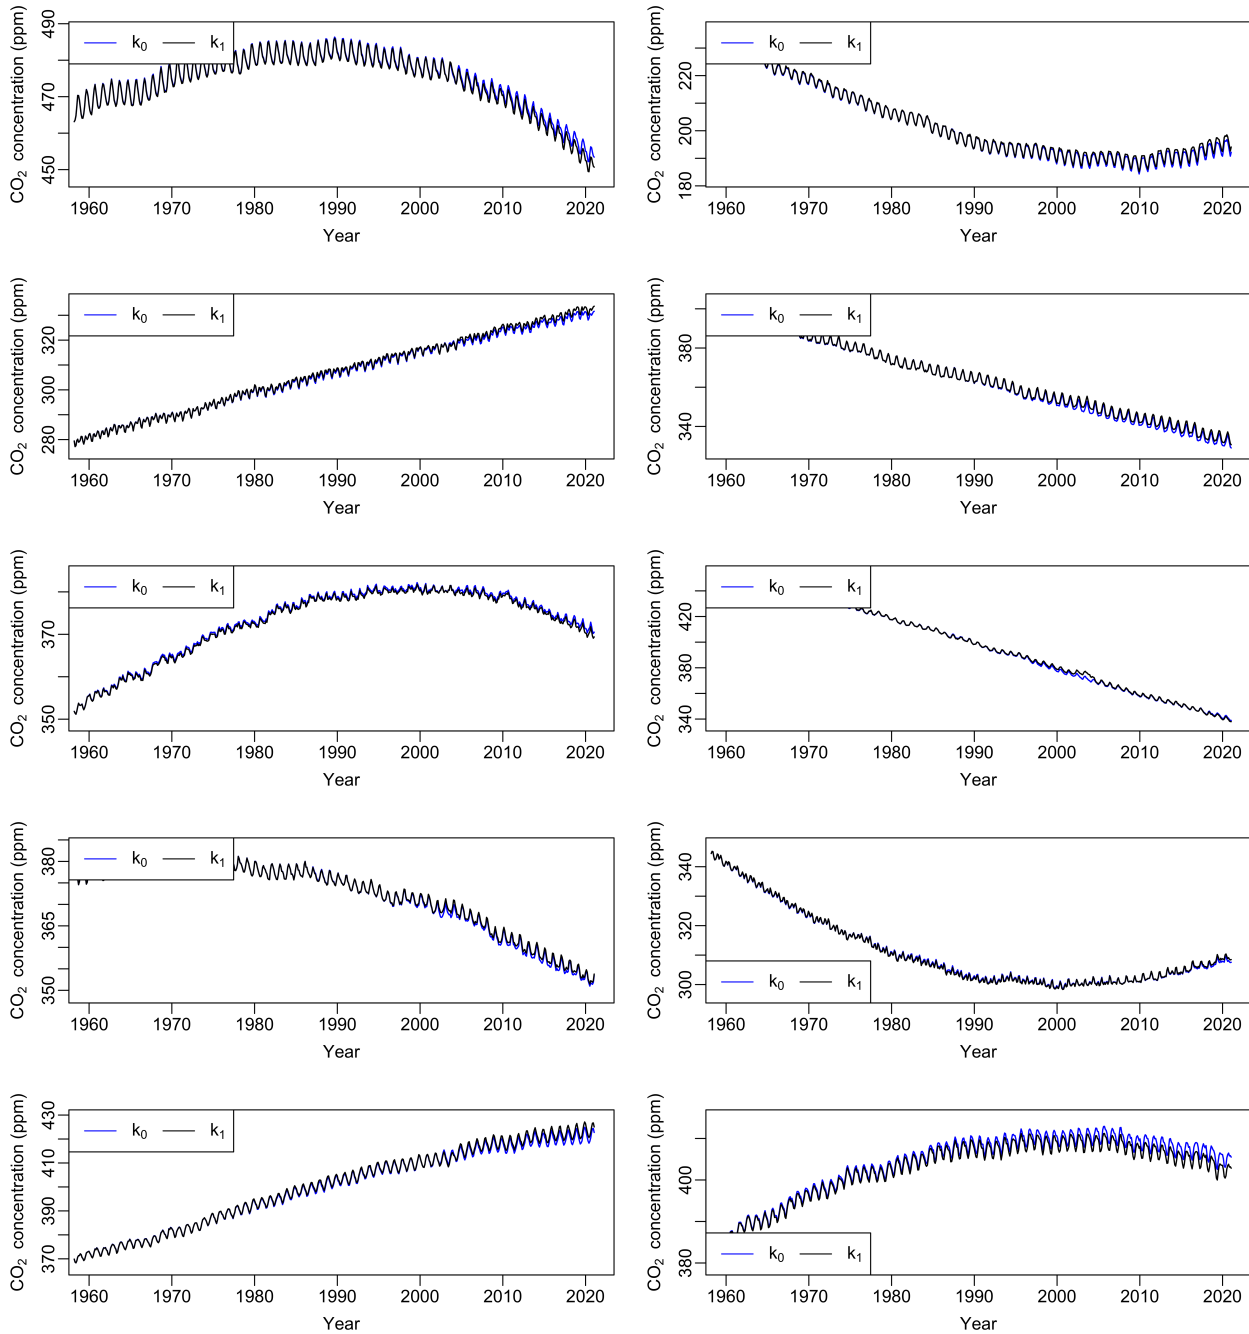 CO₂ concentration (ppm)
490
470
450
k₀ k₁
1960 1970 1980 1990 2000 2010 2020
Year
CO₂ concentration (ppm)
220
200
180
k₀ k₁
1960 1970 1980 1990 2000 2010 2020
Year
CO₂ concentration (ppm)
320
300
280
k₀ k₁
1960 1970 1980 1990 2000 2010 2020
Year
CO₂ concentration (ppm)
380
340
k₀ k₁
1960 1970 1980 1990 2000 2010 2020
Year
CO₂ concentration (ppm)
370
350
k₀ k₁
1960 1970 1980 1990 2000 2010 2020
Year
CO₂ concentration (ppm)
420
380
340
k₀ k₁
1960 1970 1980 1990 2000 2010 2020
Year
CO₂ concentration (ppm)
380
365
350
k₀ k₁
1960 1970 1980 1990 2000 2010 2020
Year
CO₂ concentration (ppm)
340
320
300
k₀ k₁
1960 1970 1980 1990 2000 2010 2020
Year
CO₂ concentration (ppm)
430
410
390
370
k₀ k₁
1960 1970 1980 1990 2000 2010 2020
Year
CO₂ concentration (ppm)
400
380
k₀ k₁
1960 1970 1980 1990 2000 2010 2020
Year